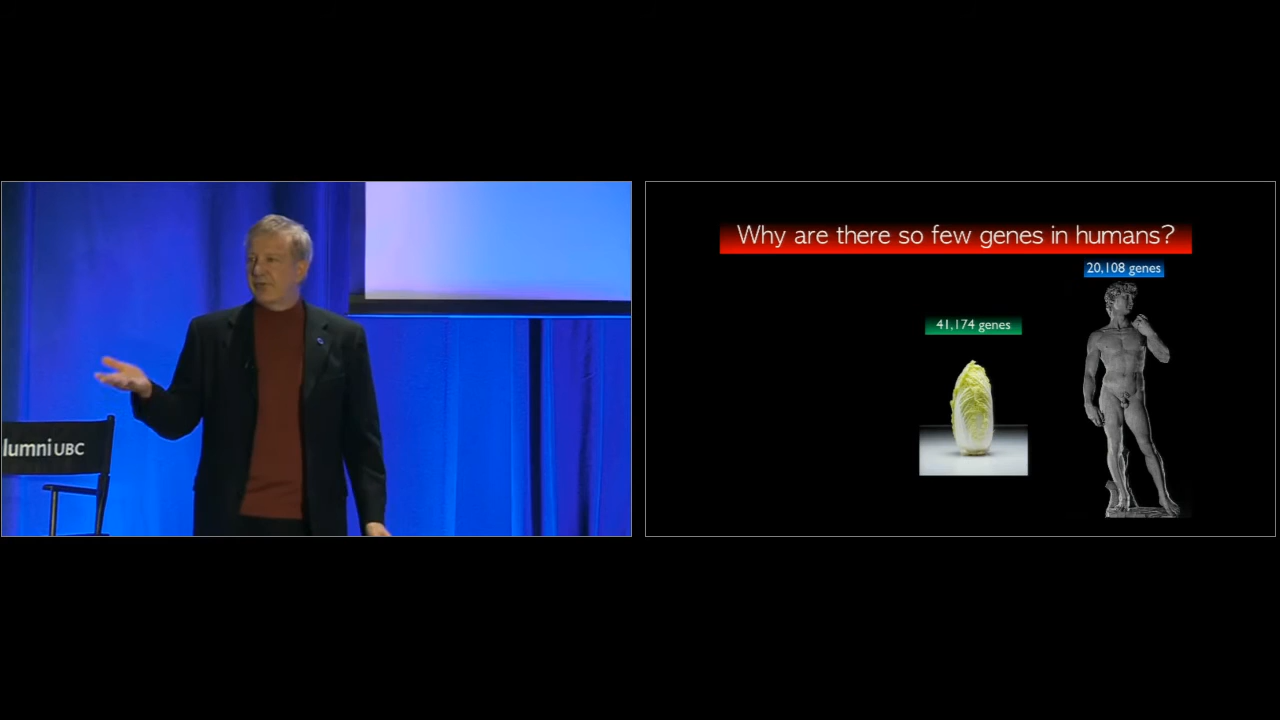 lumni UBC
Why are there so few genes in humans?
20,108 genes
41,174 genes